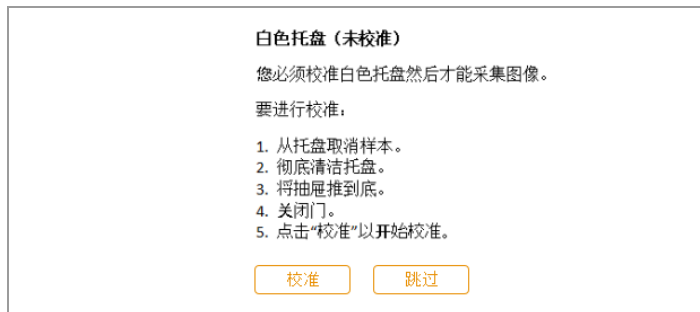 白色托盘（未校准）
您必须校准白色托盘然后才能采集图像。
要进行校准：
1. 从托盘取消样本。
2. 彻底清洁托盘。
3. 将抽屉推到底。
4. 关闭门。
5. 点击“校准”以开始校准。
校准 跳过